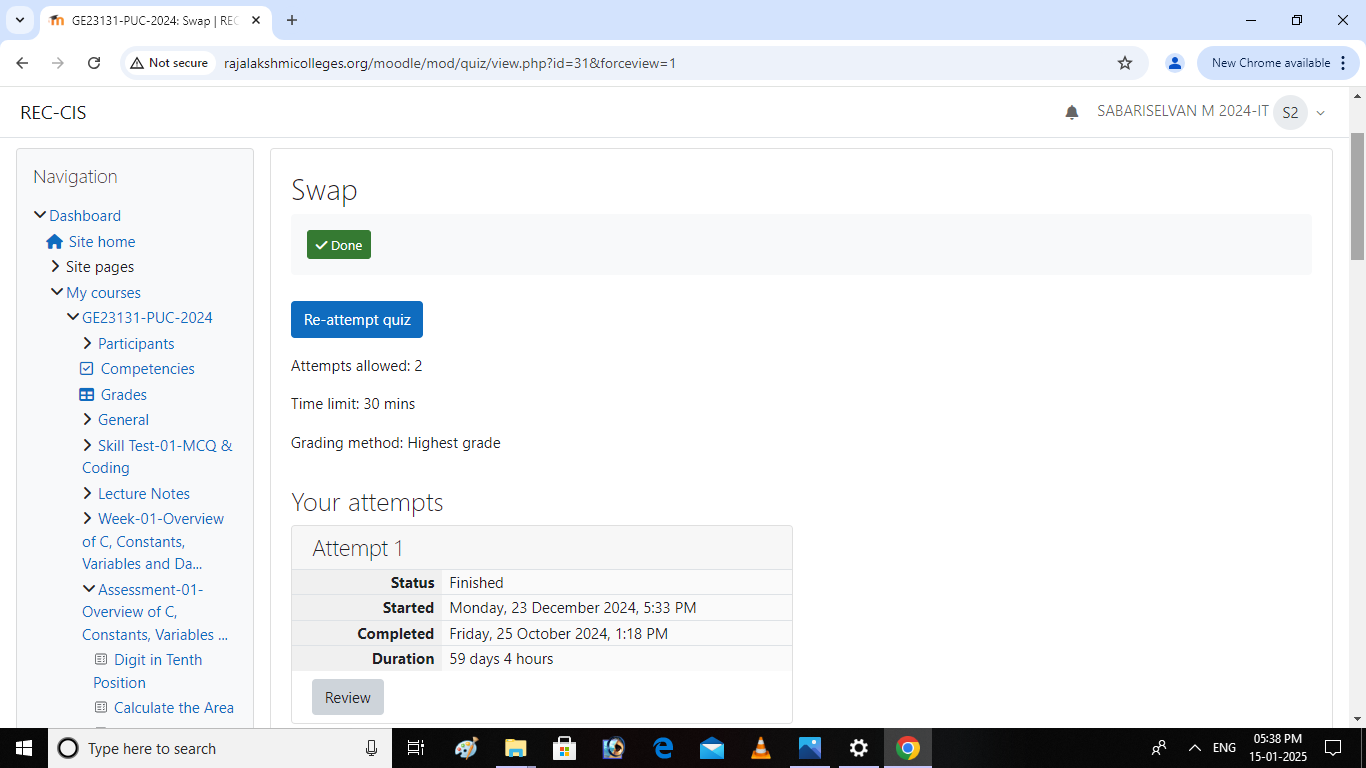 GE23131-PUC-2024: Swap | REC
Not secure
rajalakshmicolleges.org/moodle/mod/quiz/view.php?id=31&forceview=1
New Chrome available
REC-CIS
SABARISELVAN M 2024-IT
S2
Navigation
Dashboard
Site home
Site pages
My courses
GE23131-PUC-2024
Participants
Competencies
Grades
General
Skill Test-01-MCQ &
Coding
Lecture Notes
Week-01-Overview
of C, Constants,
Variables and Da...
Assessment-01-
Overview of C,
Constants, Variables ...
Digit in Tenth
Position
Calculate the Area
Swap
Done
Re-attempt quiz
Attempts allowed: 2
Time limit: 30 mins
Grading method: Highest grade
Your attempts
Attempt 1
Status Finished
Started Monday, 23 December 2024, 5:33 PM
Completed Friday, 25 October 2024, 1:18 PM
Duration 59 days 4 hours
Review
Type here to search
ENG
05:38 PM
15-01-2025